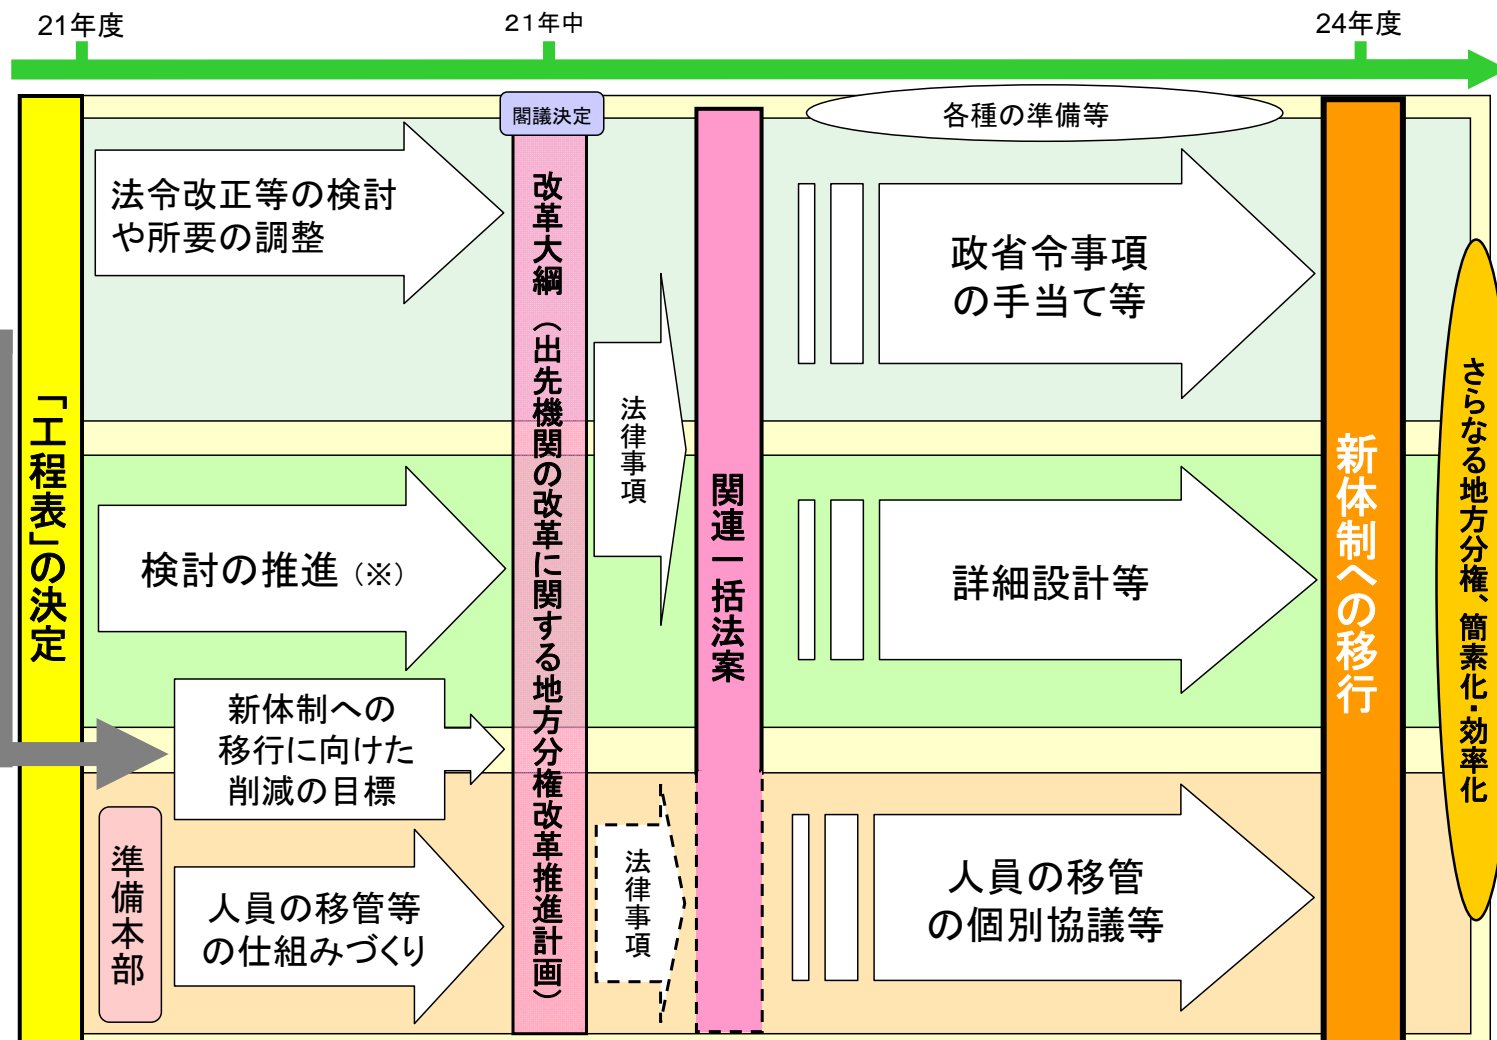 21年度
21年中
24年度
閣議決定
各種の準備等
「工程表」の決定
法令改正等の検討
や所要の調整
検討の推進（※）
新体制への
移行に向けた
削減の目標
準備本部
人員の移管等
の仕組みづくり
改革大綱（出先機関の改革に関する地方分権改革推進計画）
法律事項
法律事項
関連一括法案
政省令事項
の手当て等
詳細設計等
人員の移管
の個別協議等
新体制への移行
さらなる地方分権、簡素化・効率化